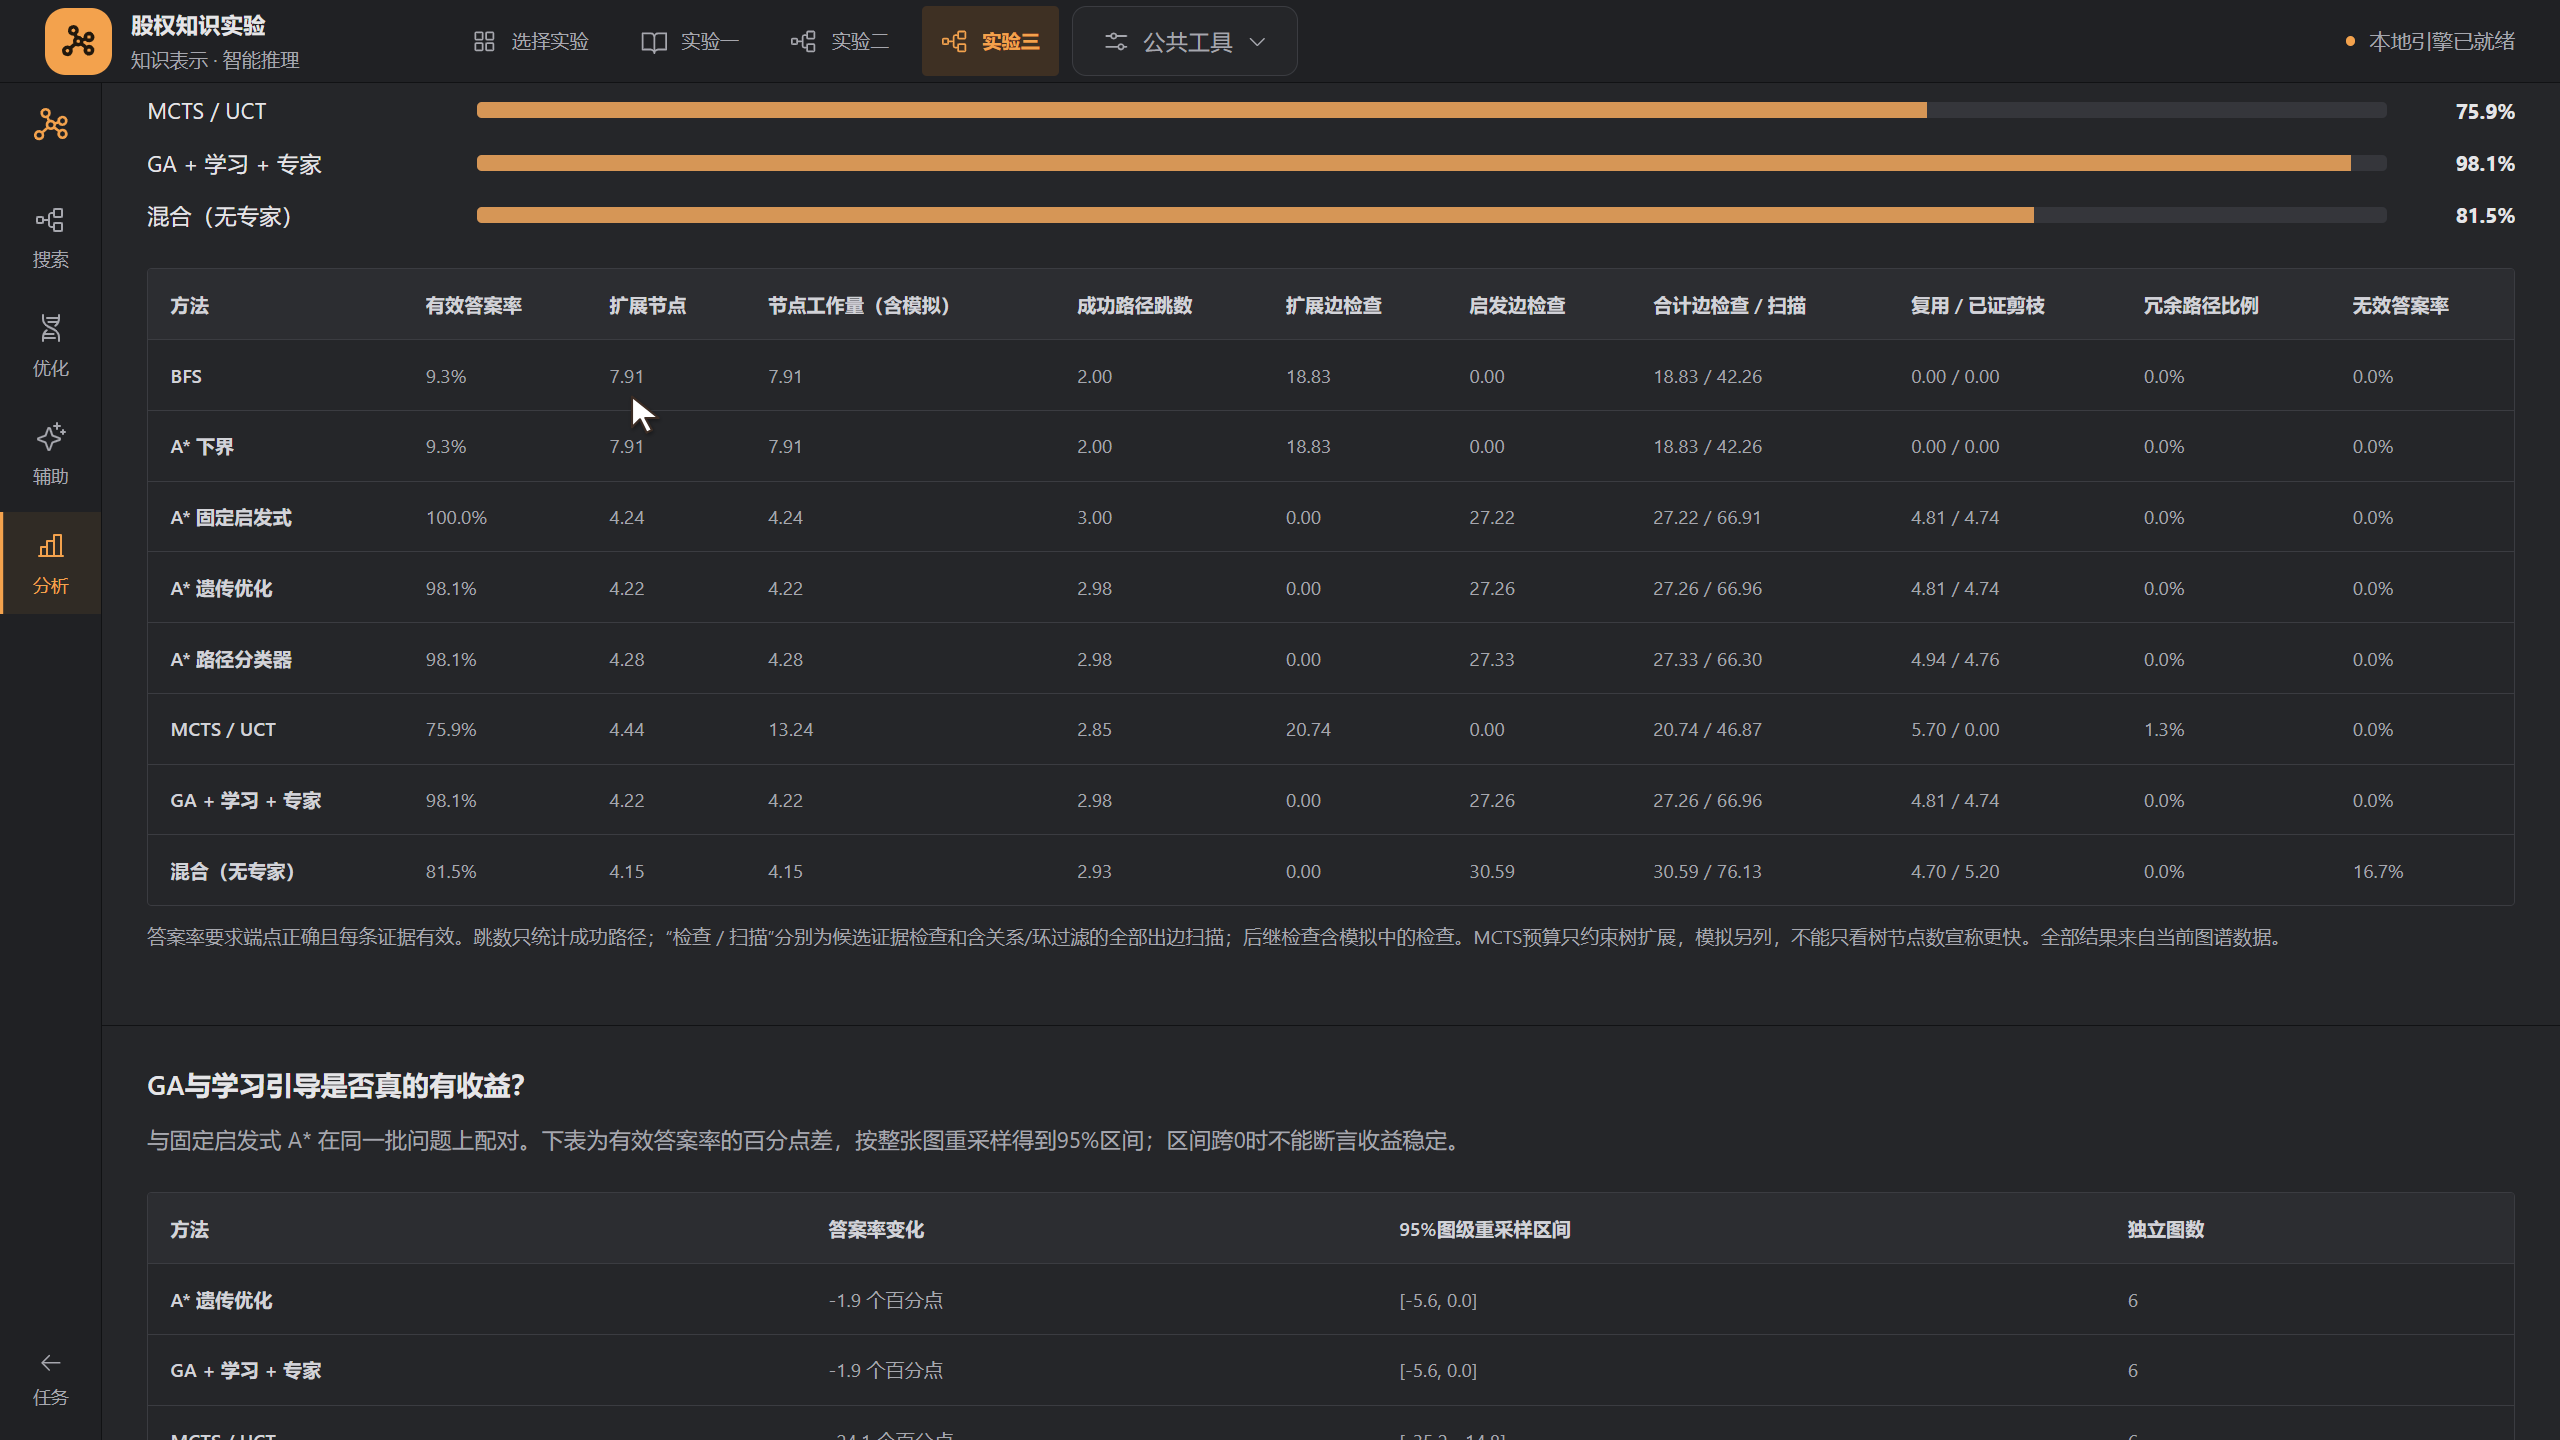 股权知识实验
知识表示 · 智能推理
选择实验
实验一
实验二
实验三
公共工具
本地引擎已就绪
搜索
优化
辅助
分析
任务
MCTS / UCT 75.9%
GA + 学习 + 专家 98.1%
混合（无专家） 81.5%
方法 有效答案率 扩展节点 节点工作量（含模拟） 成功路径跳数 扩展边检查 启发边检查 合计边检查 / 扫描 复用 / 已证剪枝 冗余路径比例 无效答案率
BFS 9.3% 7.91 7.91 2.00 18.83 0.00 18.83 / 42.26 0.00 / 0.00 0.0% 0.0%
A* 下界 9.3% 7.91 7.91 2.00 18.83 0.00 18.83 / 42.26 0.00 / 0.00 0.0% 0.0%
A* 固定启发式 100.0% 4.24 4.24 3.00 0.00 27.22 27.22 / 66.91 4.81 / 4.74 0.0% 0.0%
A* 遗传优化 98.1% 4.22 4.22 2.98 0.00 27.26 27.26 / 66.96 4.81 / 4.74 0.0% 0.0%
A* 路径分类器 98.1% 4.28 4.28 2.98 0.00 27.33 27.33 / 66.30 4.94 / 4.76 0.0% 0.0%
MCTS / UCT 75.9% 4.44 13.24 2.85 20.74 0.00 20.74 / 46.87 5.70 / 0.00 1.3% 0.0%
GA + 学习 + 专家 98.1% 4.22 4.22 2.98 0.00 27.26 27.26 / 66.96 4.81 / 4.74 0.0% 0.0%
混合（无专家） 81.5% 4.15 4.15 2.93 0.00 30.59 30.59 / 76.13 4.70 / 5.20 0.0% 16.7%
答案率要求端点正确且每条证据有效。跳数只统计成功路径；“检查 / 扫描”分别为候选证据检查和含关系/环过滤的全部出边扫描；后继检查含模拟中的检查。MCTS预算只约束树扩展，模拟另列，不能只看树节点数宣称更快。全部结果来自当前图谱数据。
GA与学习引导是否真的有收益？
与固定启发式 A* 在同一批问题上配对。下表为有效答案率的百分点差，按整张图重采样得到95%区间；区间跨0时不能断言收益稳定。
方法 答案率变化 95%图级重采样区间 独立图数
A* 遗传优化 -1.9 个百分点 [-5.6, 0.0] 6
GA + 学习 + 专家 -1.9 个百分点 [-5.6, 0.0] 6
MCTS / UCT